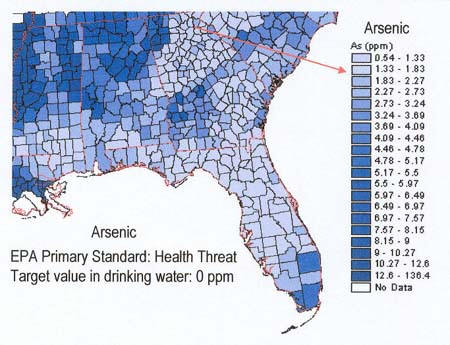 Arsenic
As (ppm)
0.54 - 1.33
1.33 - 1.83
1.83 - 2.27
2.27 - 2.73
2.73 - 3.24
3.24 - 3.69
3.69 - 4.09
4.09 - 4.46
4.46 - 4.78
4.78 - 5.17
5.17 - 5.5
5.5 - 5.97
5.97 - 6.49
6.49 - 6.97
6.97 - 7.57
7.57 - 8.15
8.15 - 9
9 - 10.27
10.27 - 12.6
12.6 - 136.4
No Data
Arsenic
EPA Primary Standard: Health Threat
Target value in drinking water: 0 ppm